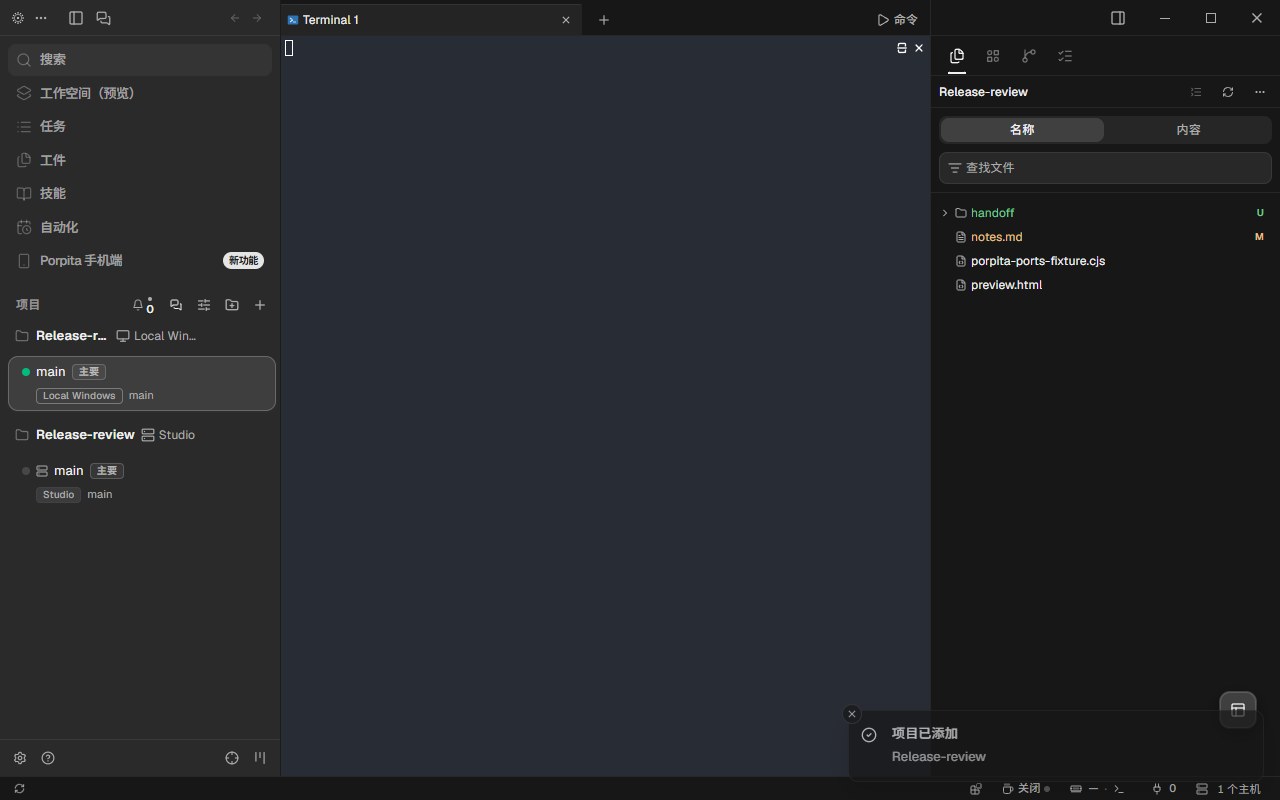 Terminal 1
命令
搜索
工作空间（预览）
任务
工件
技能
自动化
Porpita 手机端
新功能
项目
0
Release-r...
Local Win...
main
主要
Local Windows
main
Release-review
Studio
main
主要
Studio
main
Release-review
名称
内容
查找文件
handoff
U
notes.md
M
porpita-ports-fixture.cjs
preview.html
项目已添加
Release-review
关闭
0
1 个主机